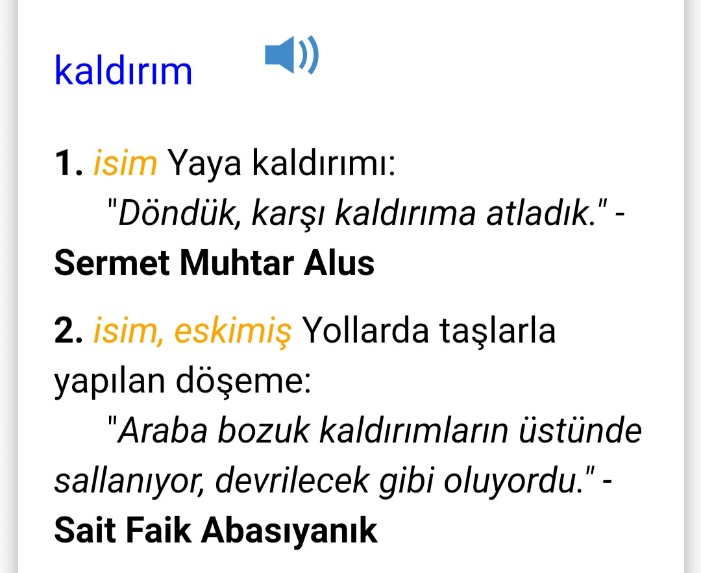 kaldırım
1. isim Yaya kaldırımı:
"Döndük, karşı kaldırıma atladık." -
Sermet Muhtar Alus
2. isim, eskimiş Yollarda taşlarla
yapılan döşeme:
"Araba bozuk kaldırımların üstünde
sallanıyor, devrilecek gibi oluyordu." -
Sait Faik Abasıyanık